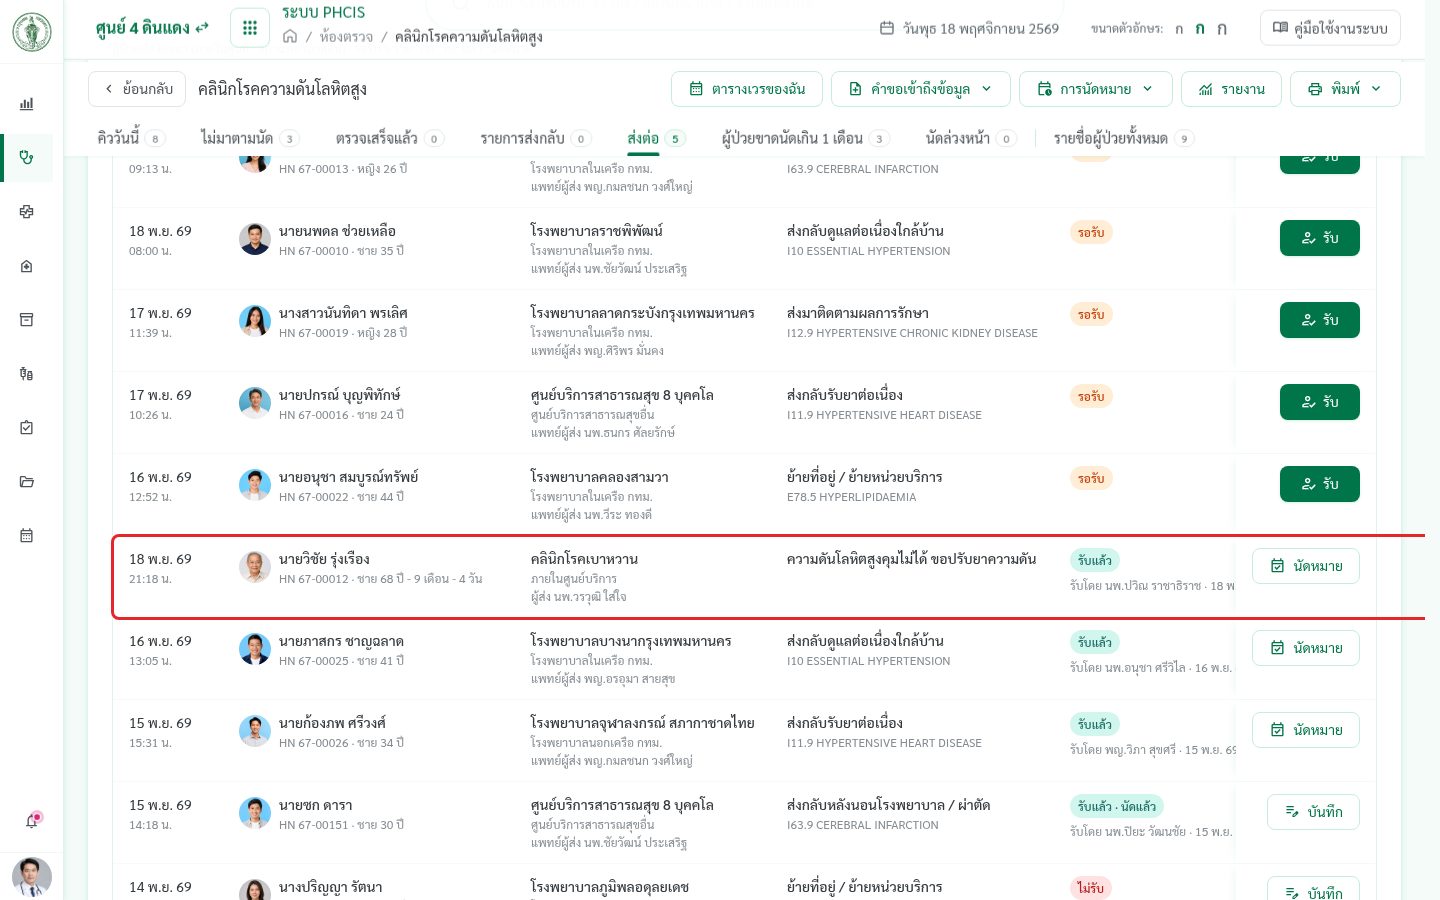 ศูนย์ 4 ดินแดง
ระบบ PHCIS
/ ห้องตรวจ / คลินิกโรคความดันโลหิตสูง
วันพุธ 18 พฤศจิกายน 2569
ขนาดตัวอักษร: ก ก ก
คู่มือใช้งานระบบ
ย้อนกลับ
คลินิกโรคความดันโลหิตสูง
ตารางเวรของฉัน
คำขอเข้าถึงข้อมูล
การนัดหมาย
รายงาน
พิมพ์
คิววันนี้ 8
ไม่มาตามนัด 3
ตรวจเสร็จแล้ว 0
รายการส่งกลับ 0
ส่งต่อ 5
ผู้ป่วยขาดนัดเกิน 1 เดือน 3
นัดล่วงหน้า 0
รายชื่อผู้ป่วยทั้งหมด 9
09:13 น.
HN 67-00013 · หญิง 26 ปี
โรงพยาบาลในเครือ กทม.
แพทย์ผู้ส่ง พญ.กมลชนก วงศ์ใหญ่
I63.9 CEREBRAL INFARCTION
18 พ.ย. 69
08:00 น.
นายนพดล ช่วยเหลือ
HN 67-00010 · ชาย 35 ปี
โรงพยาบาลราชพิพัฒน์
โรงพยาบาลในเครือ กทม.
แพทย์ผู้ส่ง นพ.ชัยวัฒน์ ประเสริฐ
ส่งกลับดูแลต่อเนื่องใกล้บ้าน
I10 ESSENTIAL HYPERTENSION
รอรับ
รับ
17 พ.ย. 69
11:39 น.
นางสาวนันทิดา พรเลิศ
HN 67-00019 · หญิง 28 ปี
โรงพยาบาลลาดกระบังกรุงเทพมหานคร
โรงพยาบาลในเครือ กทม.
แพทย์ผู้ส่ง พญ.ศิริพร มั่นคง
ส่งมาติดตามผลการรักษา
I12.9 HYPERTENSIVE CHRONIC KIDNEY DISEASE
รอรับ
รับ
17 พ.ย. 69
10:26 น.
นายปกรณ์ บุญพิทักษ์
HN 67-00016 · ชาย 24 ปี
ศูนย์บริการสาธารณสุข 8 บุคคโล
ศูนย์บริการสาธารณสุขอื่น
แพทย์ผู้ส่ง นพ.ธนกร ศัลยรักษ์
ส่งกลับรับยาต่อเนื่อง
I11.9 HYPERTENSIVE HEART DISEASE
รอรับ
รับ
16 พ.ย. 69
12:52 น.
นายอนุชา สมบูรณ์ทรัพย์
HN 67-00022 · ชาย 44 ปี
โรงพยาบาลคลองสามวา
โรงพยาบาลในเครือ กทม.
แพทย์ผู้ส่ง นพ.วีระ ทองดี
ย้ายที่อยู่ / ย้ายหน่วยบริการ
E78.5 HYPERLIPIDAEMIA
รอรับ
รับ
18 พ.ย. 69
21:18 น.
นายวิชัย รุ่งเรือง
HN 67-00012 · ชาย 68 ปี - 9 เดือน - 4 วัน
คลินิกโรคเบาหวาน
ภายในศูนย์บริการ
ผู้ส่ง นพ.วรวุฒิ ใส่ใจ
ความดันโลหิตสูงคุมไม่ได้ ขอปรับยาความดัน
รับแล้ว
รับโดย นพ.ปวิณ ราชาธิราช · 18 พ
นัดหมาย
16 พ.ย. 69
13:05 น.
นายภาสกร ชาญฉลาด
HN 67-00025 · ชาย 41 ปี
โรงพยาบาลบางนากรุงเทพมหานคร
โรงพยาบาลในเครือ กทม.
แพทย์ผู้ส่ง พญ.อรอุมา สายสุข
ส่งกลับดูแลต่อเนื่องใกล้บ้าน
I10 ESSENTIAL HYPERTENSION
รับแล้ว
รับโดย นพ.อนุชา ศรีวิไล · 16 พ.ย.
นัดหมาย
15 พ.ย. 69
15:31 น.
นายก้องภพ ศรีวงศ์
HN 67-00026 · ชาย 34 ปี
โรงพยาบาลจุฬาลงกรณ์ สภากาชาดไทย
โรงพยาบาลนอกเครือ กทม.
แพทย์ผู้ส่ง พญ.กมลชนก วงศ์ใหญ่
ส่งกลับรับยาต่อเนื่อง
I11.9 HYPERTENSIVE HEART DISEASE
รับแล้ว
รับโดย พญ.วิภา สุขศรี · 15 พ.ย. 69
นัดหมาย
15 พ.ย. 69
14:18 น.
นายซก ดารา
HN 67-00151 · ชาย 30 ปี
ศูนย์บริการสาธารณสุข 8 บุคคโล
ศูนย์บริการสาธารณสุขอื่น
แพทย์ผู้ส่ง นพ.ชัยวัฒน์ ประเสริฐ
ส่งกลับหลังนอนโรงพยาบาล / ผ่าตัด
I63.9 CEREBRAL INFARCTION
รับแล้ว · นัดแล้ว
รับโดย นพ.ปิยะ วัฒนชัย · 15 พ.ย.
บันทึก
14 พ.ย. 69
นางปริญญา รัตนา
โรงพยาบาลภูมิพลอดุลยเดช
ย้ายที่อยู่ / ย้ายหน่วยบริการ
ไม่รับ
บันทึก